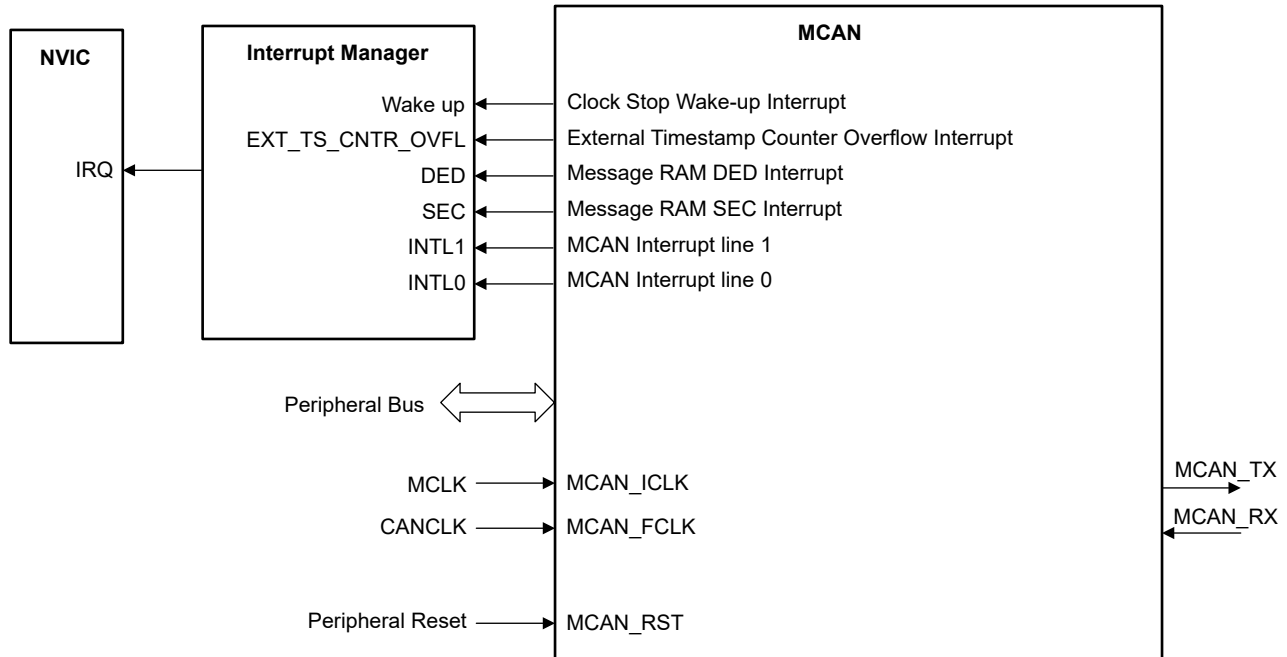 MCAN
NVIC
Interrupt Manager
Wake up
Clock Stop Wake-up Interrupt
EXT_TS_CNTR_OVFL
External Timestamp Counter Overflow Interrupt
IRQ
DED
Message RAM DED Interrupt
SEC
Message RAM SEC Interrupt
INTL1
MCAN Interrupt line 1
INTL0
MCAN Interrupt line 0
Peripheral Bus
MCLK
MCAN_ICLK
MCAN_TX
CANCLK
MCAN_FCLK
MCAN_RX
Peripheral Reset
MCAN_RST